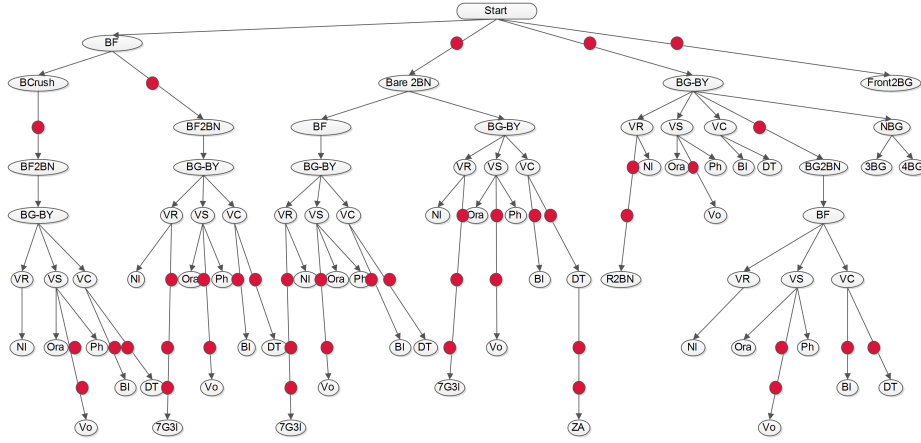 Start
BF
BCrush Bare 2BN BG-BY Front2BG
BF2BN BF BG-BY VR VS VC NBG
BF2BN BG-BY BG-BY VR VS VC NI Ora Ph BI DT BG2BN 3BG 4BG
BG-BY VR VS VC VR VS VC NI Ora Ph Vo BF
VR VS VC NI Ora Ph NI Ora Ph BI DT R2BN VR VS VC
NI Ora Ph BI DT BI DT Vo NI Ora Ph
BI DT Vo Vo 7G3I BI DT
Vo 7G3I 7G3I ZA Vo